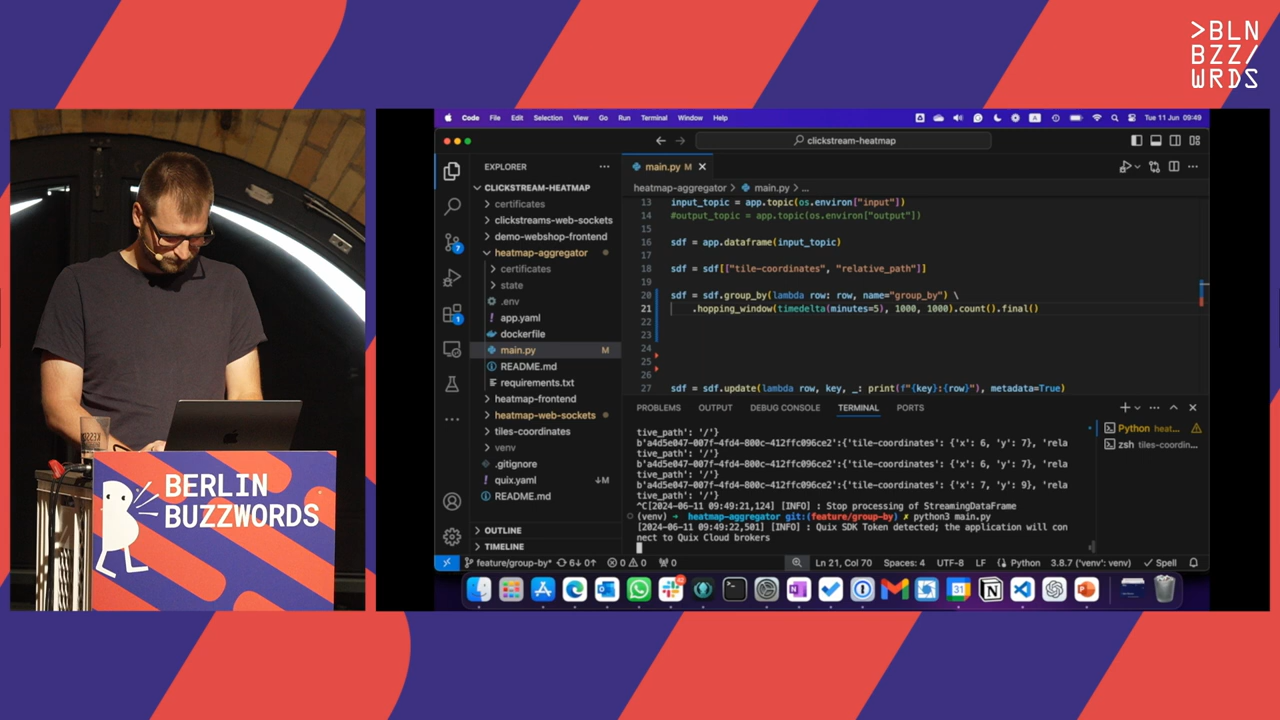 >BLN
BZZ/
WRDS
Code File Edit Selection View Go Run Terminal Window Help
Tue 11 Jun 09:49
clickstream-heatmap
EXPLORER
main.py M
CLICKSTREAM-HEATMAP
heatmap-aggregator > main.py > ...
certificates
clickstreams-web-sockets
demo-webshop-frontend
heatmap-aggregator
certificates
state
.env
app.yaml
dockerfile
main.py M
README.md
requirements.txt
heatmap-frontend
heatmap-web-sockets
tiles-coordinates
venv
.gitignore
quix.yaml M
README.md
OUTLINE
TIMELINE
13 input_topic = app.topic(os.environ["input"])
14 #output_topic = app.topic(os.environ["output"])
15
16 sdf = app.dataframe(input_topic)
17
18 sdf = sdf[["tile-coordinates", "relative_path"]]
19
20 sdf = sdf.group_by(lambda row: row, name="group_by") \
21 .hopping_window(timedelta(minutes=5), 1000, 1000).count().final()
22
23
24
25
26
27 sdf = sdf.update(lambda row, key, _: print(f"{key}:{row}"), metadata=True)
PROBLEMS OUTPUT DEBUG CONSOLE TERMINAL PORTS
tive_path': '/'}
b'a4d5e047-007f-4fd4-800c-412ffc096ce2':{'tile-coordinates': {'x': 6, 'y': 7}, 'rela
tive_path': '/'}
b'a4d5e047-007f-4fd4-800c-412ffc096ce2':{'tile-coordinates': {'x': 6, 'y': 7}, 'rela
tive_path': '/'}
b'a4d5e047-007f-4fd4-800c-412ffc096ce2':{'tile-coordinates': {'x': 7, 'y': 9}, 'rela
tive_path': '/'}
^C[2024-06-11 09:49:21,124] [INFO] : Stop processing of StreamingDataFrame
(venv) → heatmap-aggregator git:(feature/group-by) ✗ python3 main.py
[2024-06-11 09:49:22,501] [INFO] : Quix SDK Token detected; the application will con
nect to Quix Cloud brokers
Python heat...
zsh tiles-coordin...
feature/group-by* 6↓ 0↑ 0 0 0 Ln 21, Col 70 Spaces: 4 UTF-8 LF Python 3.8.7 ('venv': venv) Spell
BERLIN
BUZZWORDS